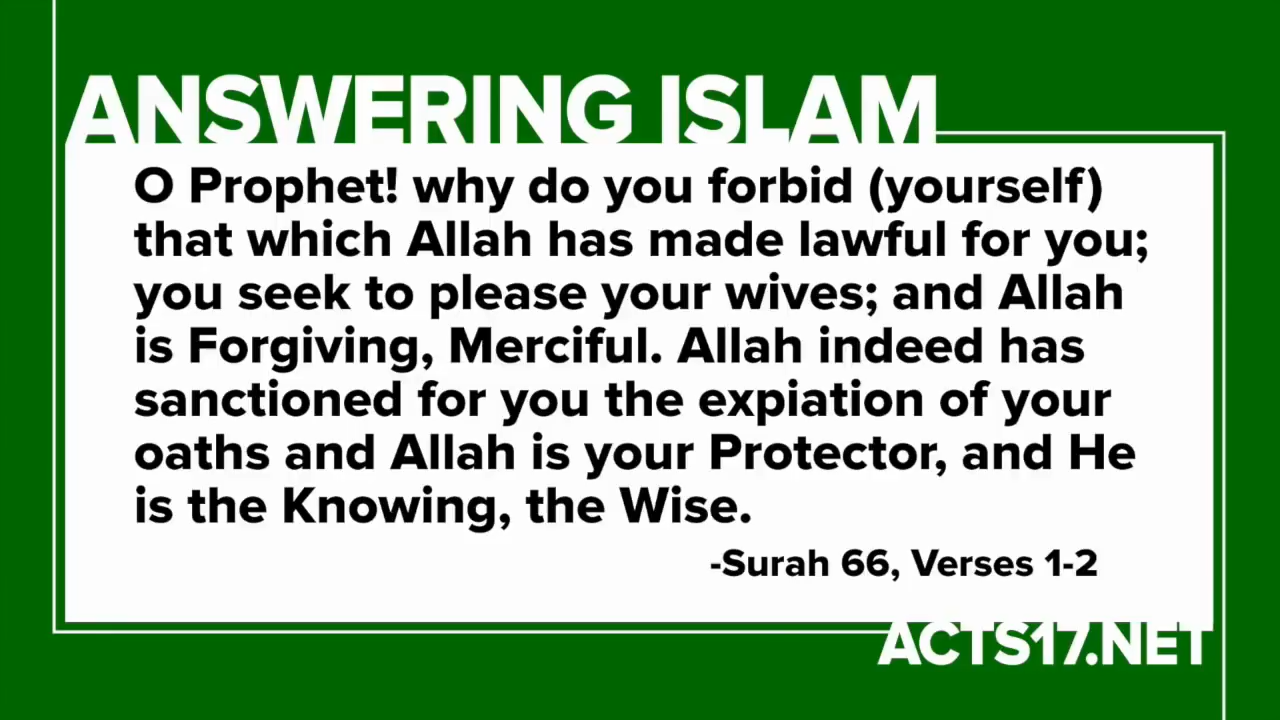 ANSWERING ISLAM
O Prophet! why do you forbid (yourself)
that which Allah has made lawful for you;
you seek to please your wives; and Allah
is Forgiving, Merciful. Allah indeed has
sanctioned for you the expiation of your
oaths and Allah is your Protector, and He
is the Knowing, the Wise.
-Surah 66, Verses 1-2
ACTS17.NET